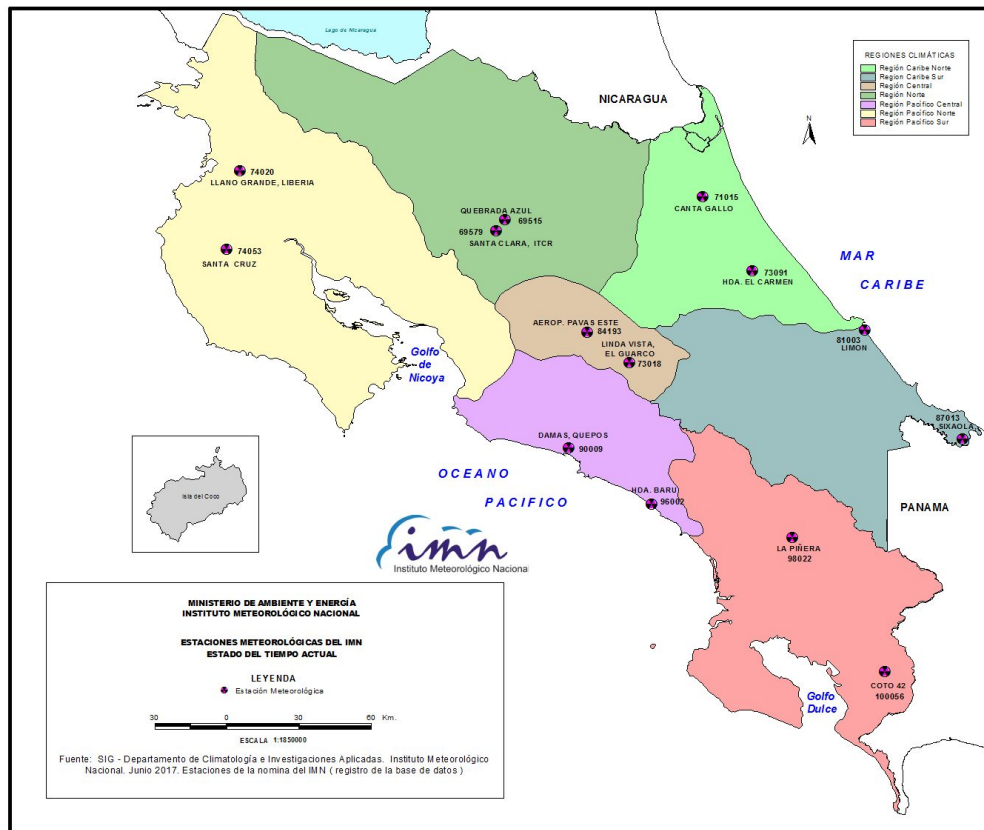 Lago de Nicaragua
NICARAGUA
REGIONES CLIMÁTICAS
Región Caribe Norte
Región Caribe Sur
Región Central
Región Norte
Región Pacífico Central
Región Pacífico Norte
Región Pacífico Sur
N
74020
LLANO GRANDE, LIBERIA
71015
CANTA GALLO
QUEBRADA AZUL
69515
69579
SANTA CLARA, ITCR
74053
SANTA CRUZ
MAR
CARIBE
73091
HDA. EL CARMEN
AEROP. PAVAS ESTE
84193
81003
LIMON
LINDA VISTA,
EL GUARCO
73018
Golfo
de
Nicoya
87013
SIXAOLA
DAMAS, QUEPOS
90009
OCEANO
PACIFICO
HDA. BARU
96002
Isla del Coco
PANAMA
imn
Instituto Meteorológico Nacional
LA PIÑERA
98022
COTO 42
100056
Golfo
Dulce
MINISTERIO DE AMBIENTE Y ENERGÍA
INSTITUTO METEOROLÓGICO NACIONAL
ESTACIONES METEOROLÓGICAS DEL IMN
ESTADO DEL TIEMPO ACTUAL
LEYENDA
Estación Meteorológica
30 0 30 60 Km.
ESCALA 1:1850000
Fuente: SIG - Departamento de Climatología e Investigaciones Aplicadas. Instituto Meteorológico
Nacional. Junio 2017. Estaciones de la nomina del IMN ( registro de la base de datos )